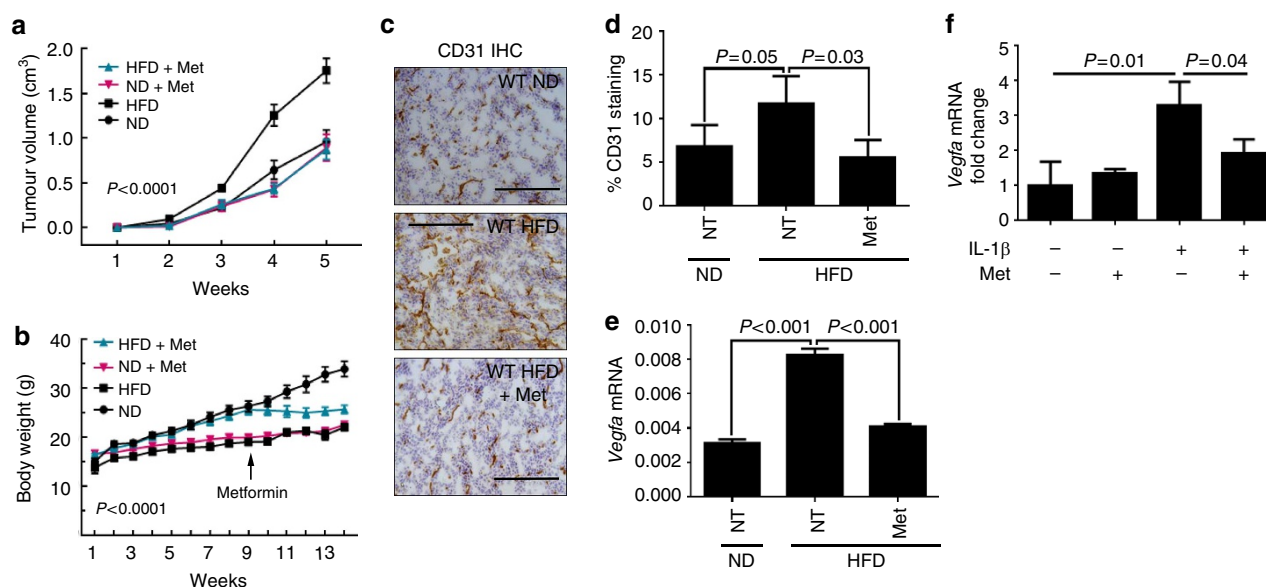 a
Tumour volume (cm³)
2.0
1.5
1.0
0.5
0.0
HFD + Met
ND + Met
HFD
ND
P<0.0001
1 2 3 4 5
Weeks
b
Body weight (g)
40
30
20
10
HFD + Met
ND + Met
HFD
ND
Metformin
P<0.0001
1 3 5 7 9 11 13
Weeks
c
CD31 IHC
WT ND
WT HFD
WT HFD
+ Met
d
% CD31 staining
20
15
10
5
0
P=0.05 P=0.03
NT NT Met
ND HFD
e
Vegfa mRNA
0.010
0.008
0.006
0.004
0.002
0.000
P<0.001 P<0.001
NT NT Met
ND HFD
f
Vegfa mRNA
fold change
5
4
3
2
1
0
P=0.01 P=0.04
IL-1β – – + +
Met – + – +